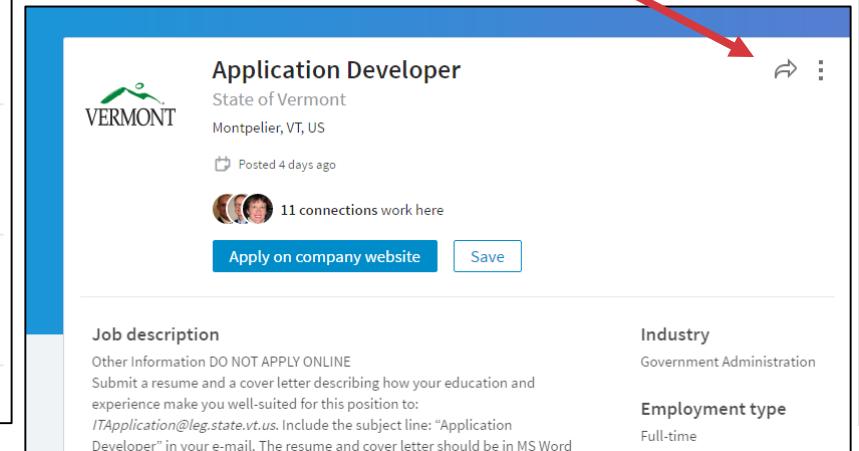 Application Developer
State of Vermont
VERMONT
Montpelier, VT, US
Posted 4 days ago
11 connections work here
Apply on company website
Save
Job description
Other Information DO NOT APPLY ONLINE
Submit a resume and a cover letter describing how your education and
experience make you well-suited for this position to:
ITApplication@leg.state.vt.us. Include the subject line: “Application
Developer” in your e-mail. The resume and cover letter should be in MS Word
Industry
Government Administration
Employment type
Full-time